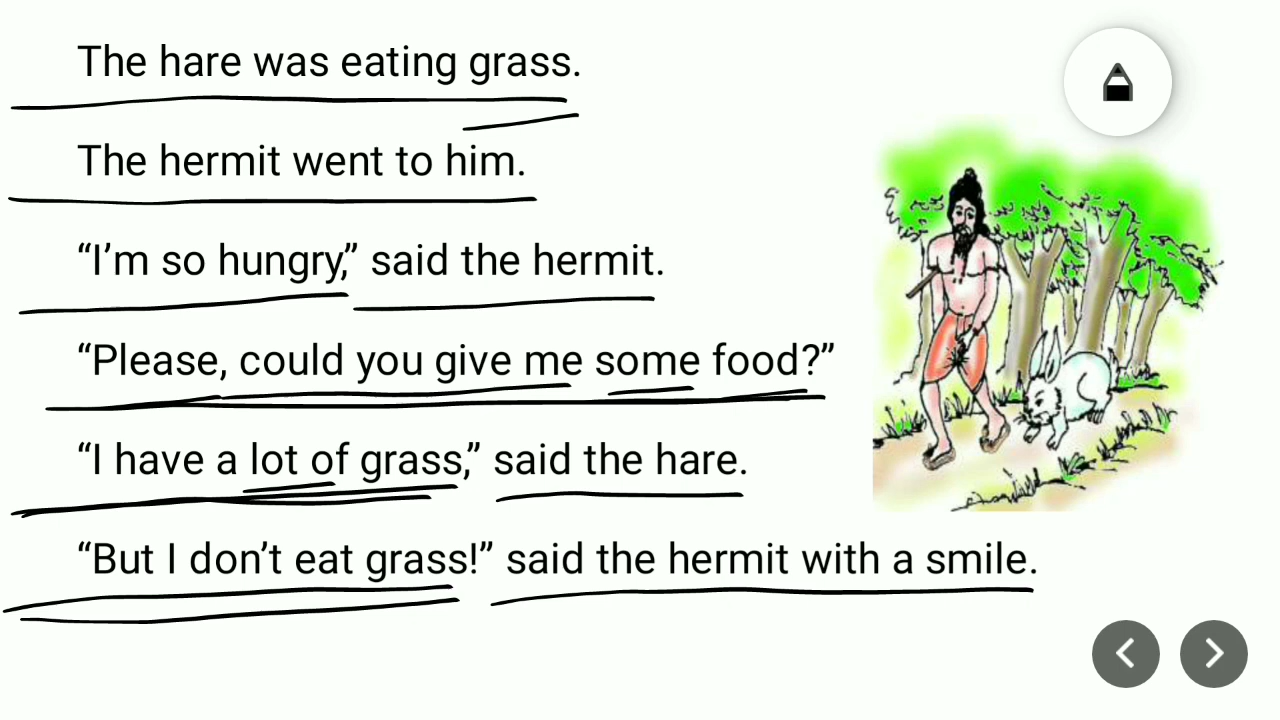 The hare was eating grass.
The hermit went to him.
“I’m so hungry,” said the hermit.
“Please, could you give me some food?”
“I have a lot of grass,” said the hare.
“But I don’t eat grass!” said the hermit with a smile.